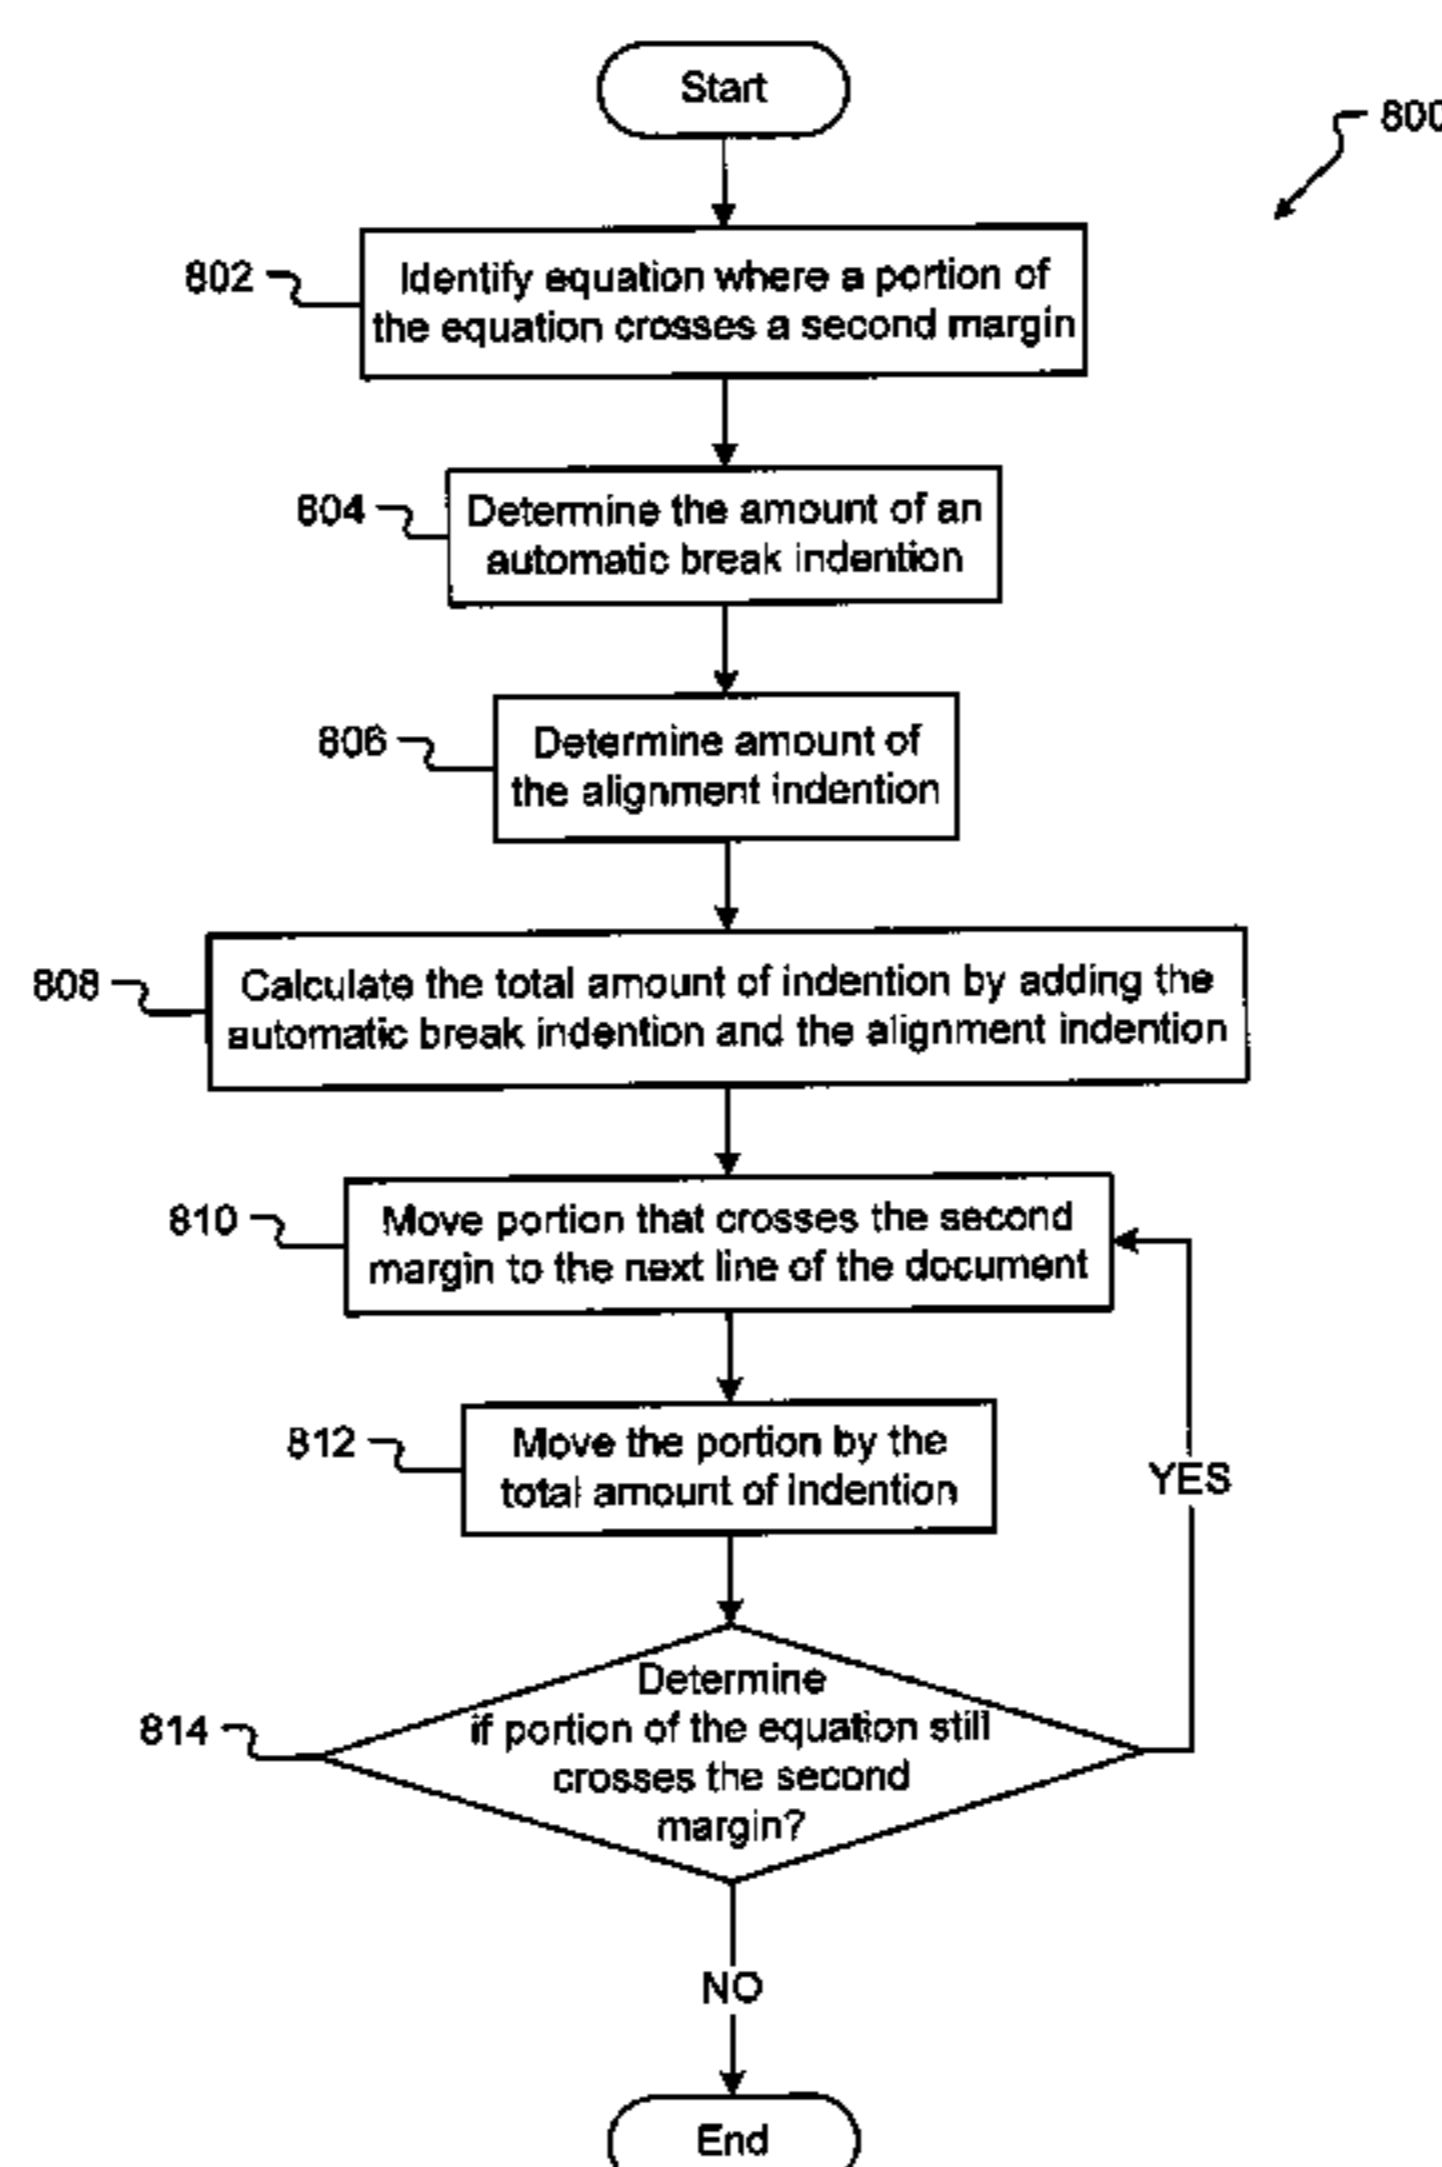 Start
800
802
Identify equation where a portion of
the equation crosses a second margin
804
Determine the amount of an
automatic break indention
806
Determine amount of
the alignment indention
808
Calculate the total amount of indention by adding the
automatic break indention and the alignment indention
810
Move portion that crosses the second
margin to the next line of the document
812
Move the portion by the
total amount of indention
YES
814
Determine
if portion of the equation still
crosses the second
margin?
NO
End